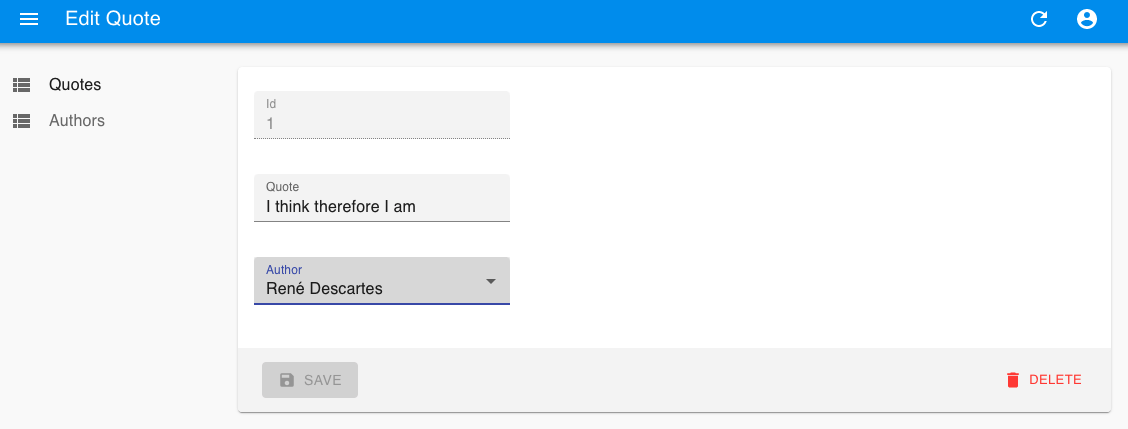 Edit Quote
Quotes
Authors
Id
1
Quote
I think therefore I am
Author
René Descartes
SAVE
DELETE